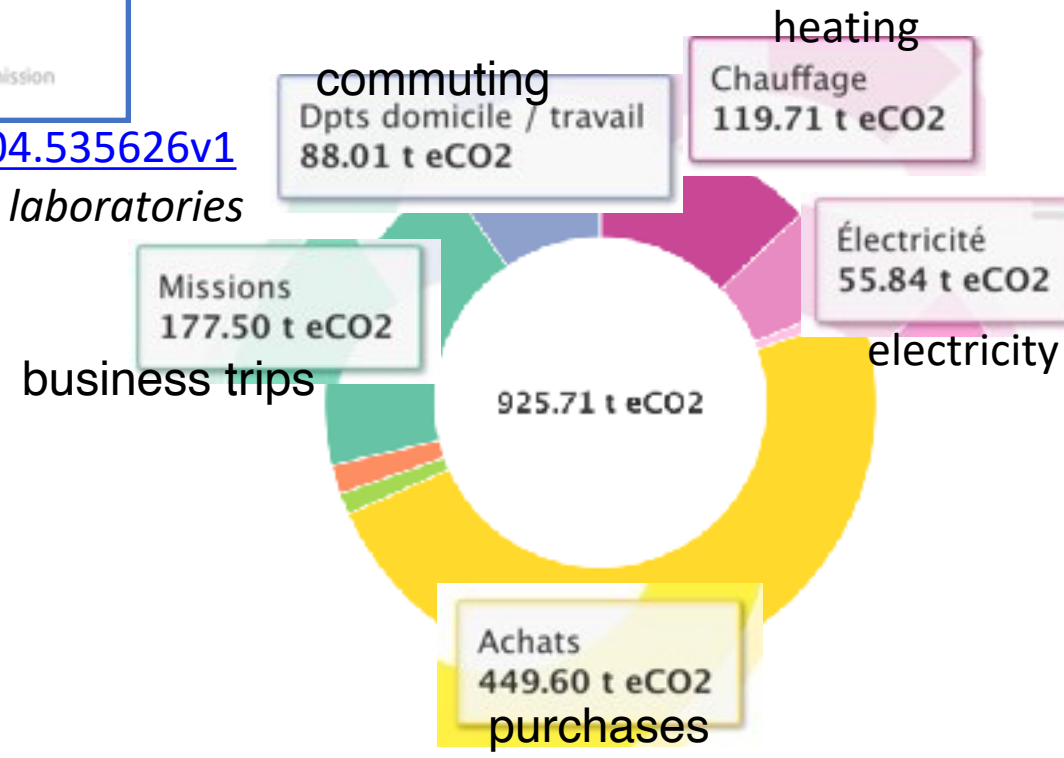 mission
04.535626v1
laboratories
heating
Chauffage
119.71 t eCO2
commuting
Dpts domicile / travail
88.01 t eCO2
Électricité
55.84 t eCO2
electricity
Missions
177.50 t eCO2
business trips
925.71 t eCO2
Achats
449.60 t eCO2
purchases